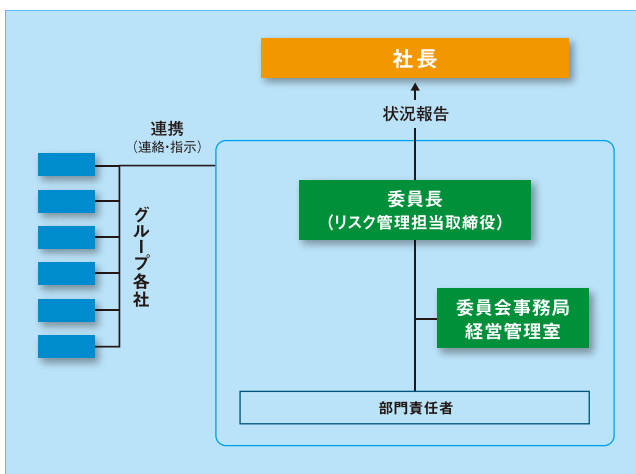 社長
状況報告
連携
（連絡・指示）
グループ各社
委員長
（リスク管理担当取締役）
委員会事務局
経営管理室
部門責任者